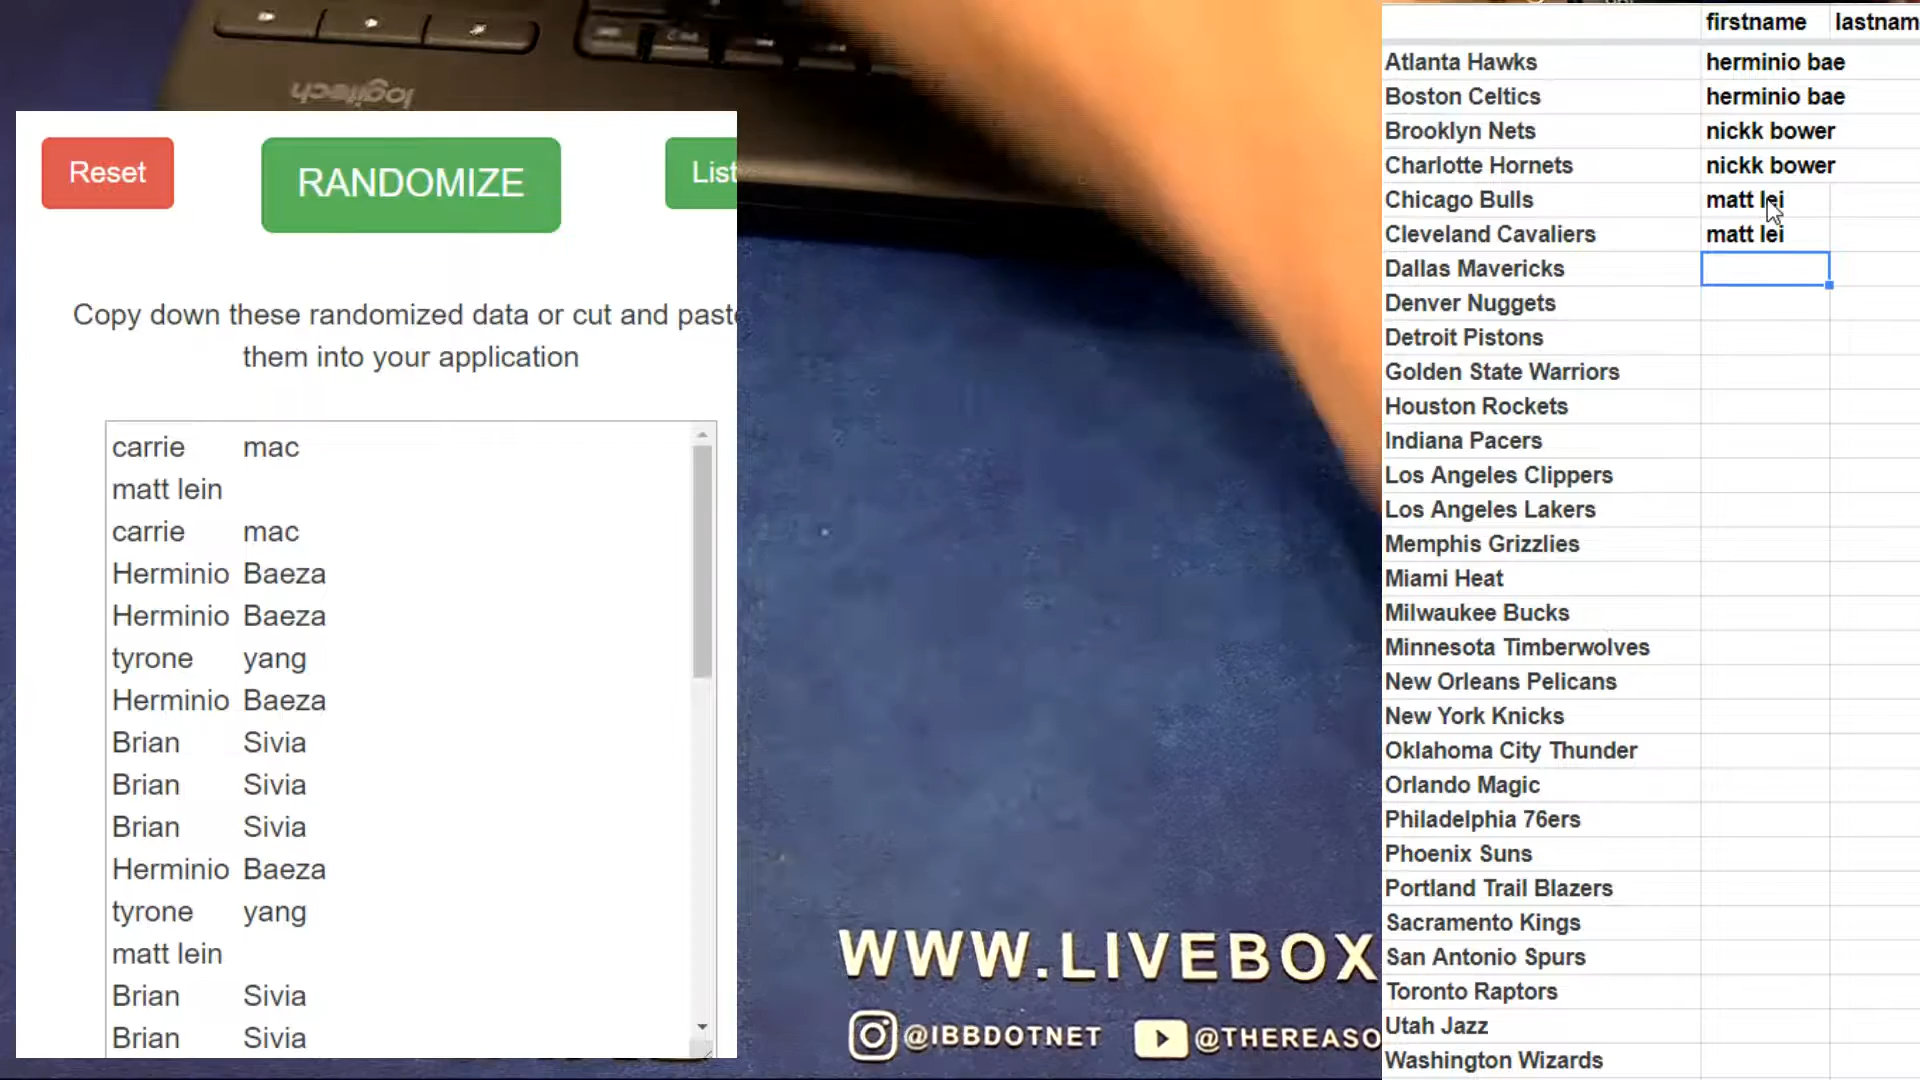 logitech
Reset
RANDOMIZE
List
Copy down these randomized data or cut and paste
them into your application
carrie mac
matt lein
carrie mac
Herminio Baeza
Herminio Baeza
tyrone yang
Herminio Baeza
Brian Sivia
Brian Sivia
Brian Sivia
Herminio Baeza
tyrone yang
matt lein
Brian Sivia
Brian Sivia
WWW.LIVEBOX
@IBBDOTNET @THEREASO
firstname lastnam
Atlanta Hawks herminio bae
Boston Celtics herminio bae
Brooklyn Nets nickk bower
Charlotte Hornets nickk bower
Chicago Bulls matt lei
Cleveland Cavaliers matt lei
Dallas Mavericks
Denver Nuggets
Detroit Pistons
Golden State Warriors
Houston Rockets
Indiana Pacers
Los Angeles Clippers
Los Angeles Lakers
Memphis Grizzlies
Miami Heat
Milwaukee Bucks
Minnesota Timberwolves
New Orleans Pelicans
New York Knicks
Oklahoma City Thunder
Orlando Magic
Philadelphia 76ers
Phoenix Suns
Portland Trail Blazers
Sacramento Kings
San Antonio Spurs
Toronto Raptors
Utah Jazz
Washington Wizards